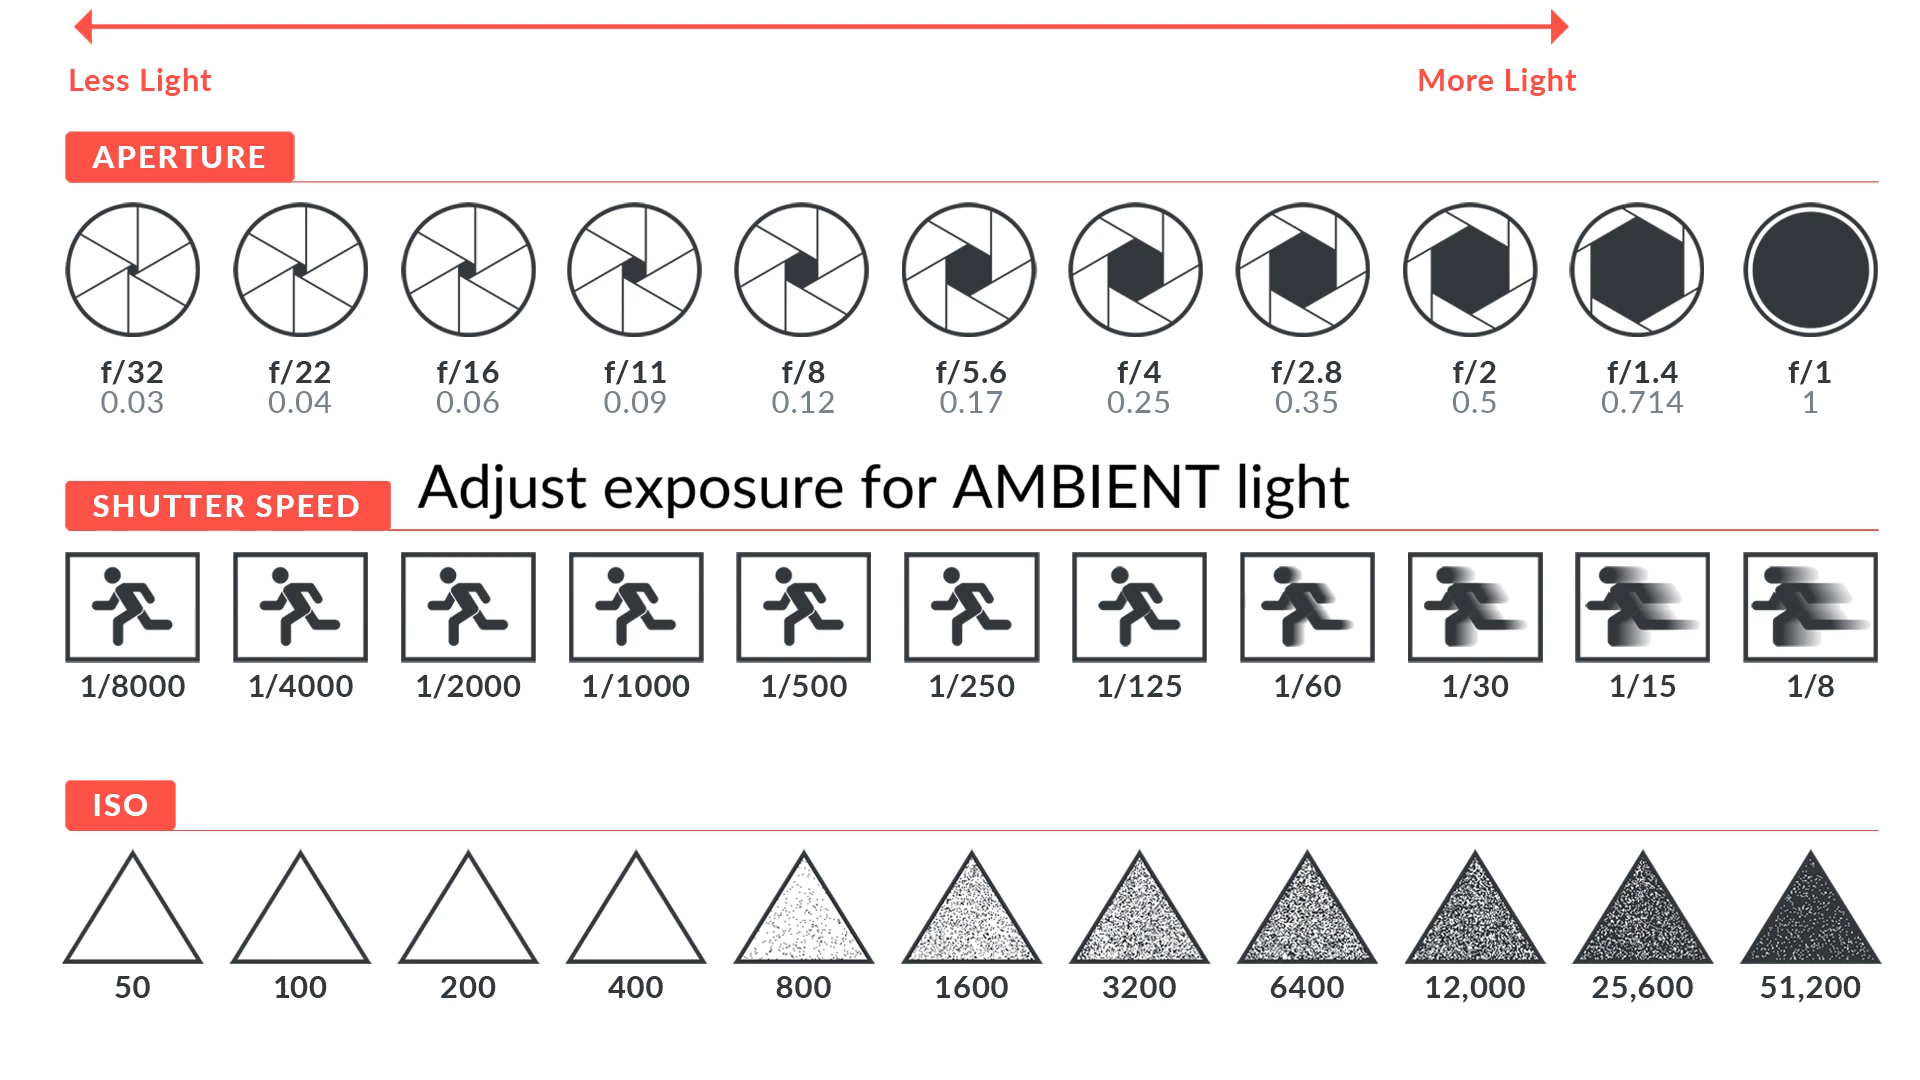 Less Light More Light
APERTURE
f/32 f/22 f/16 f/11 f/8 f/5.6 f/4 f/2.8 f/2 f/1.4 f/1
0.03 0.04 0.06 0.09 0.12 0.17 0.25 0.35 0.5 0.714 1
SHUTTER SPEED Adjust exposure for AMBIENT light
1/8000 1/4000 1/2000 1/1000 1/500 1/250 1/125 1/60 1/30 1/15 1/8
ISO
50 100 200 400 800 1600 3200 6400 12,000 25,600 51,200